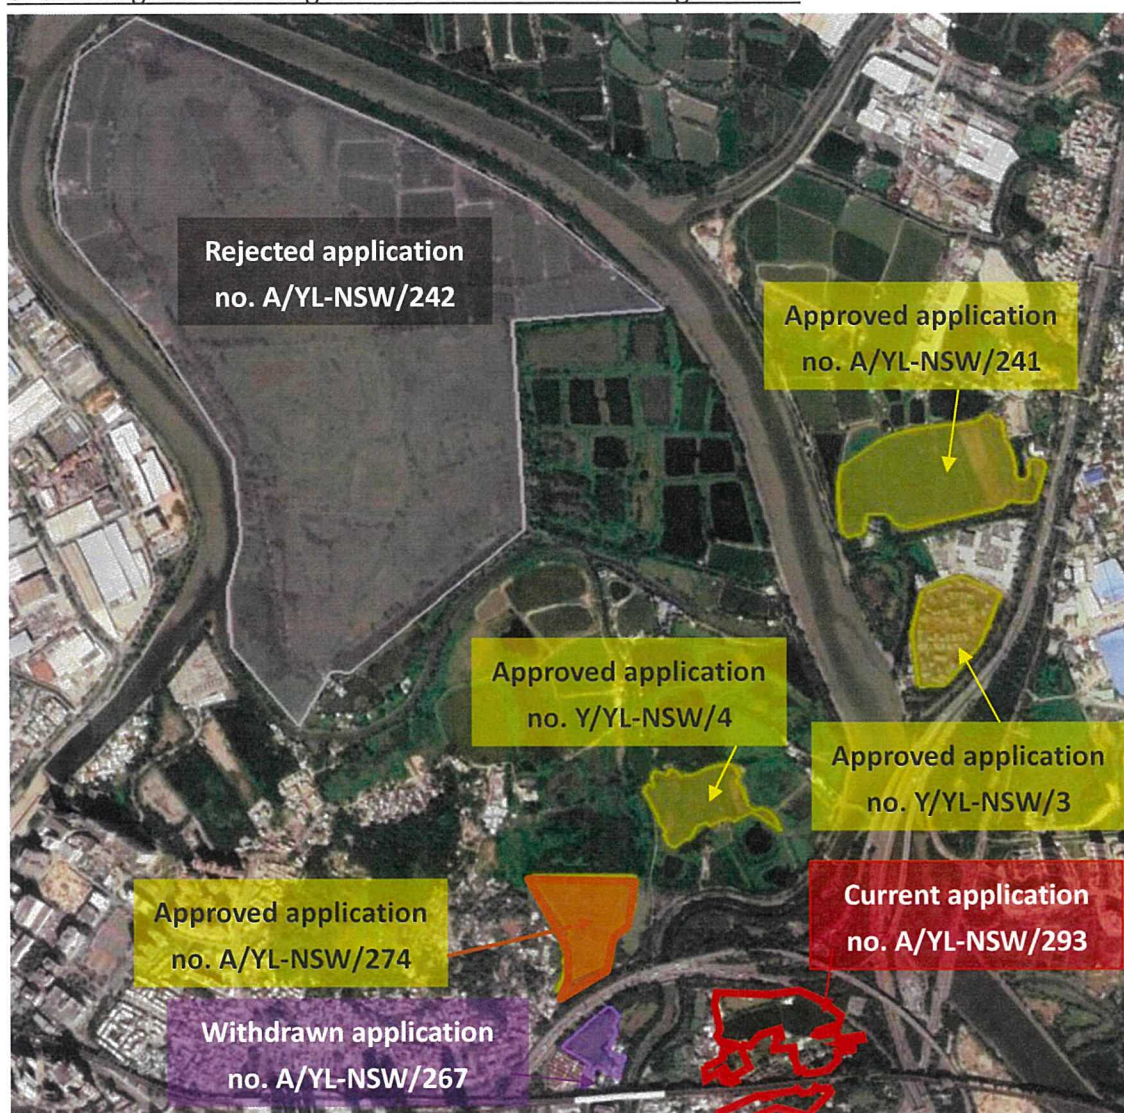 Rejected application
no. A/YL-NSW/242
Approved application
no. A/YL-NSW/241
Approved application
no. Y/YL-NSW/4
Approved application
no. Y/YL-NSW/3
Approved application
no. A/YL-NSW/274
Current application
no. A/YL-NSW/293
Withdrawn application
no. A/YL-NSW/267